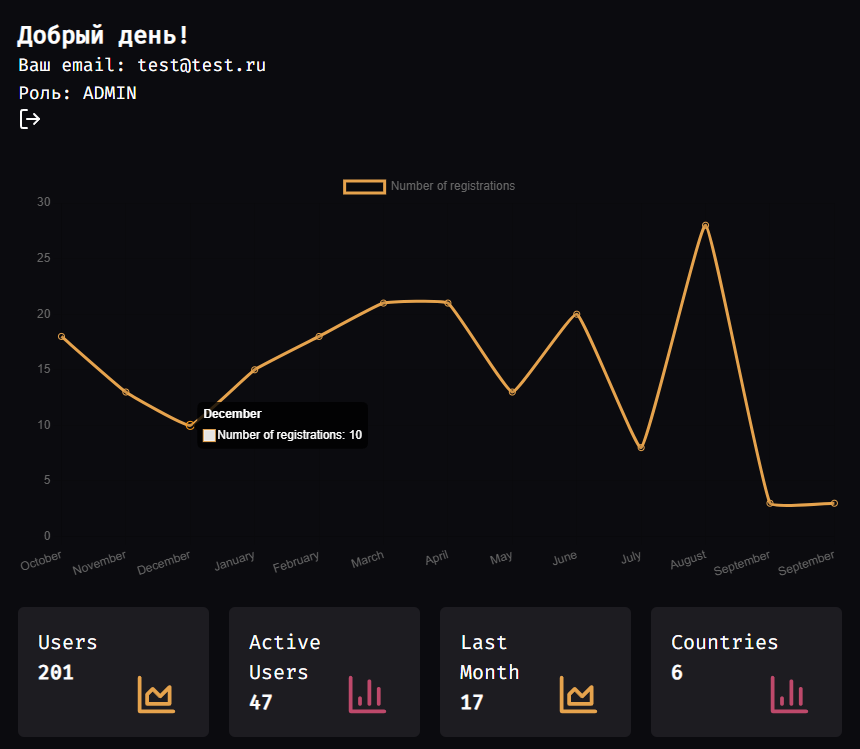 Добрый день!
Ваш email: test@test.ru
Роль: ADMIN
Number of registrations
30
25
20
15
10
5
0
December
Number of registrations: 10
October
November
December
January
February
March
April
May
June
July
August
September
September
Users
201
Active
Users
47
Last
Month
17
Countries
6